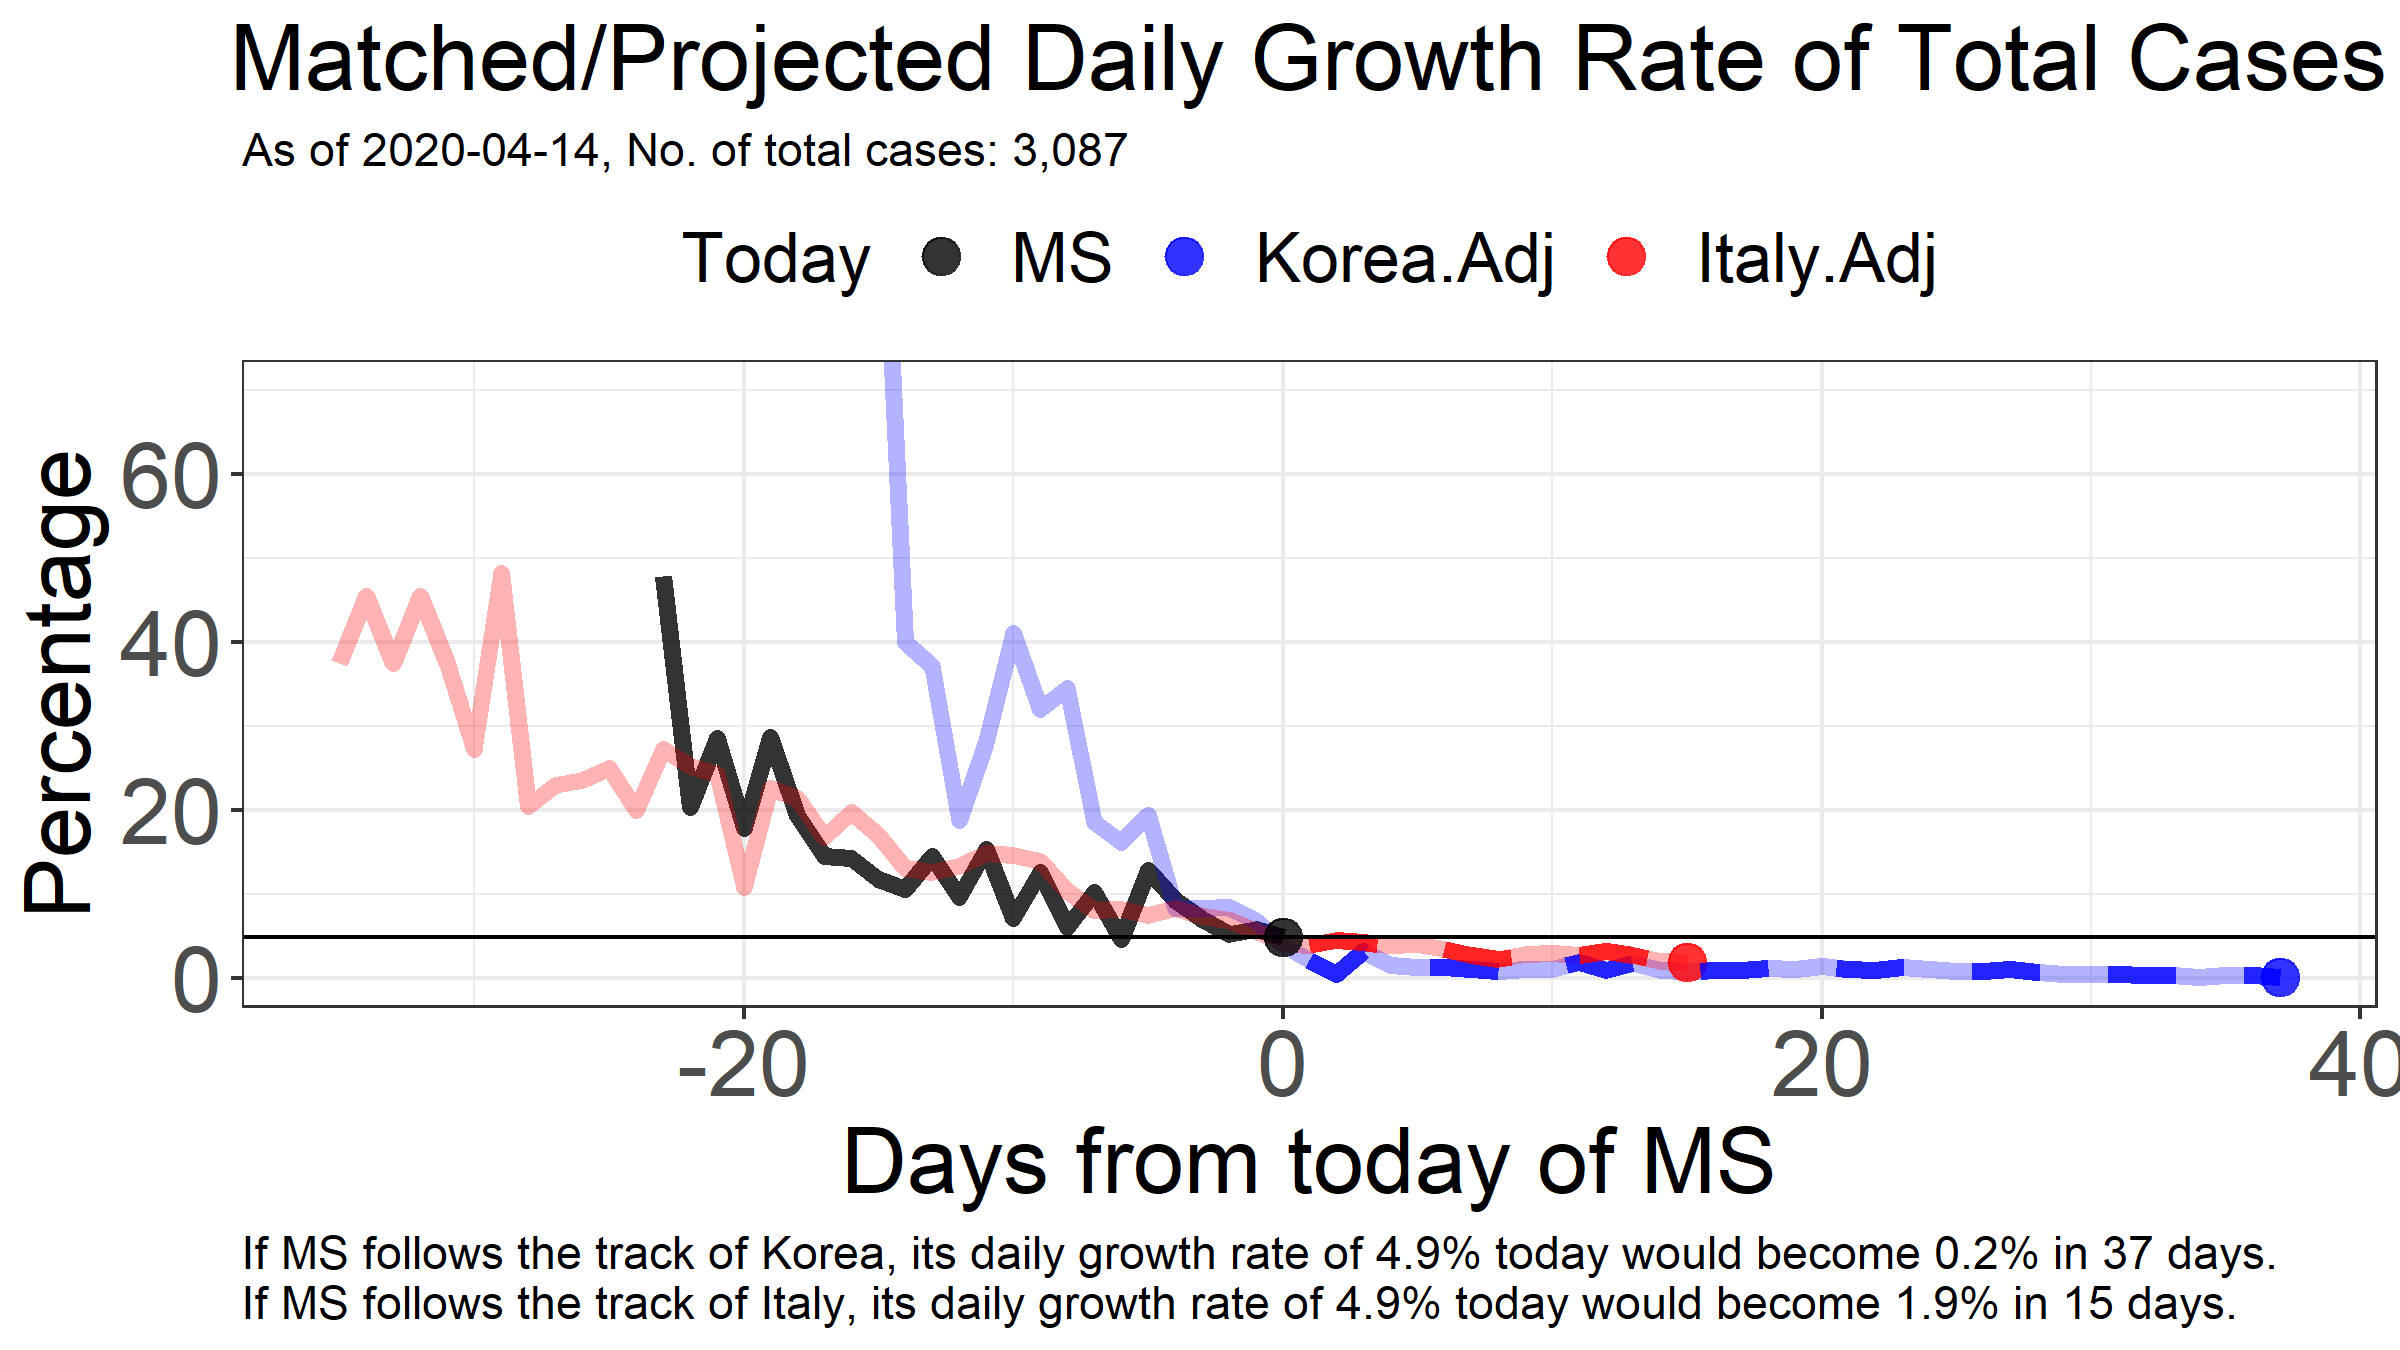 Matched/Projected Daily Growth Rate of Total Cases
As of 2020-04-14, No. of total cases: 3,087
Today MS Korea.Adj Italy.Adj
Percentage
60
40
20
0
-20 0 20 40
Days from today of MS
If MS follows the track of Korea, its daily growth rate of 4.9% today would become 0.2% in 37 days.
If MS follows the track of Italy, its daily growth rate of 4.9% today would become 1.9% in 15 days.